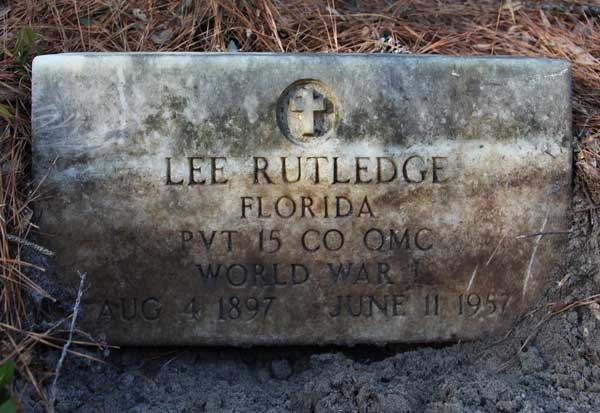 LEE RUTLEDGE
FLORIDA
PVT 15 CO QMC
WORLD WAR I
AUG 4 1897 JUNE 11 1957